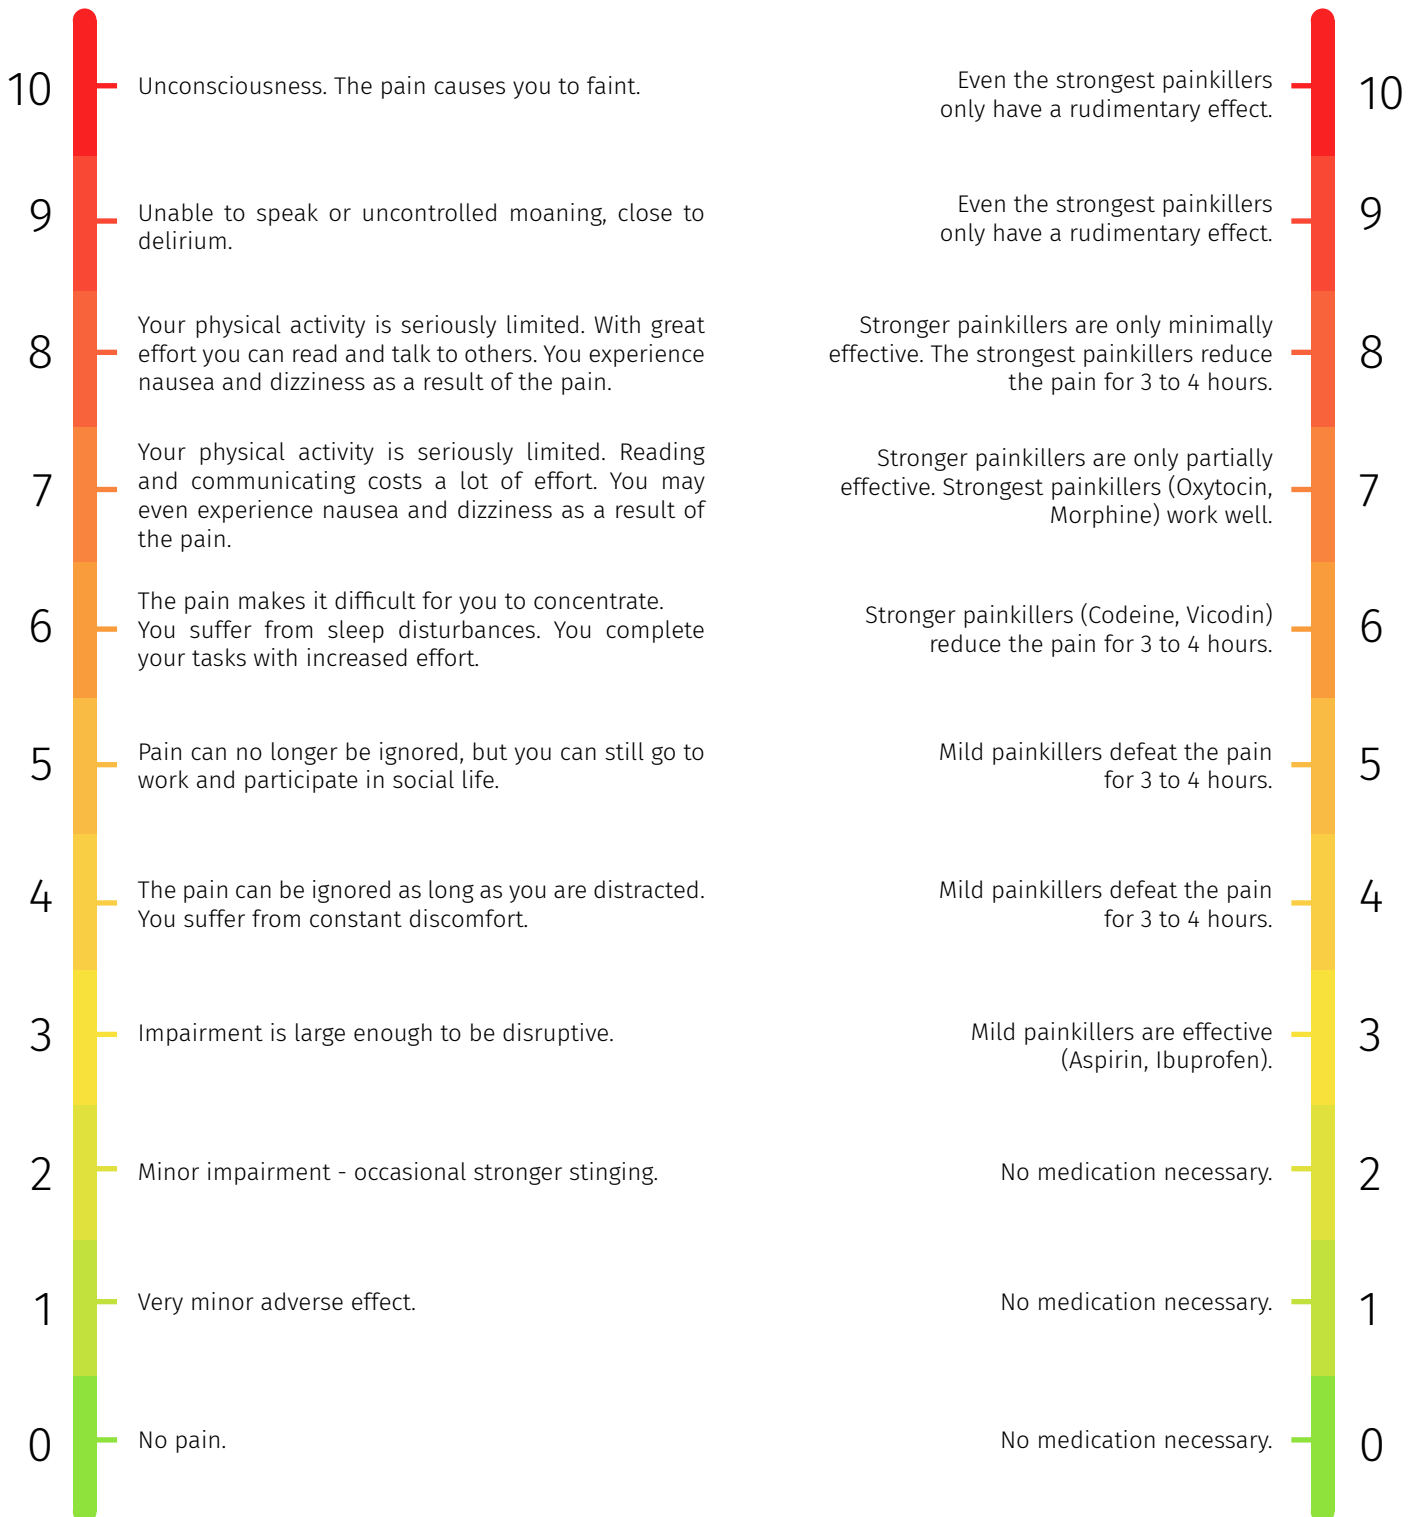 10
Unconsciousness. The pain causes you to faint.
Even the strongest painkillers
only have a rudimentary effect.
10
9
Unable to speak or uncontrolled moaning, close to
delirium.
Even the strongest painkillers
only have a rudimentary effect.
9
8
Your physical activity is seriously limited. With great
effort you can read and talk to others. You experience
nausea and dizziness as a result of the pain.
Stronger painkillers are only minimally
effective. The strongest painkillers reduce
the pain for 3 to 4 hours.
8
7
Your physical activity is seriously limited. Reading
and communicating costs a lot of effort. You may
even experience nausea and dizziness as a result of
the pain.
Stronger painkillers are only partially
effective. Strongest painkillers (Oxytocin,
Morphine) work well.
7
6
The pain makes it difficult for you to concentrate.
You suffer from sleep disturbances. You complete
your tasks with increased effort.
Stronger painkillers (Codeine, Vicodin)
reduce the pain for 3 to 4 hours.
6
5
Pain can no longer be ignored, but you can still go to
work and participate in social life.
Mild painkillers defeat the pain
for 3 to 4 hours.
5
4
The pain can be ignored as long as you are distracted.
You suffer from constant discomfort.
Mild painkillers defeat the pain
for 3 to 4 hours.
4
3
Impairment is large enough to be disruptive.
Mild painkillers are effective
(Aspirin, Ibuprofen).
3
2
Minor impairment - occasional stronger stinging.
No medication necessary.
2
1
Very minor adverse effect.
No medication necessary.
1
0
No pain.
No medication necessary.
0